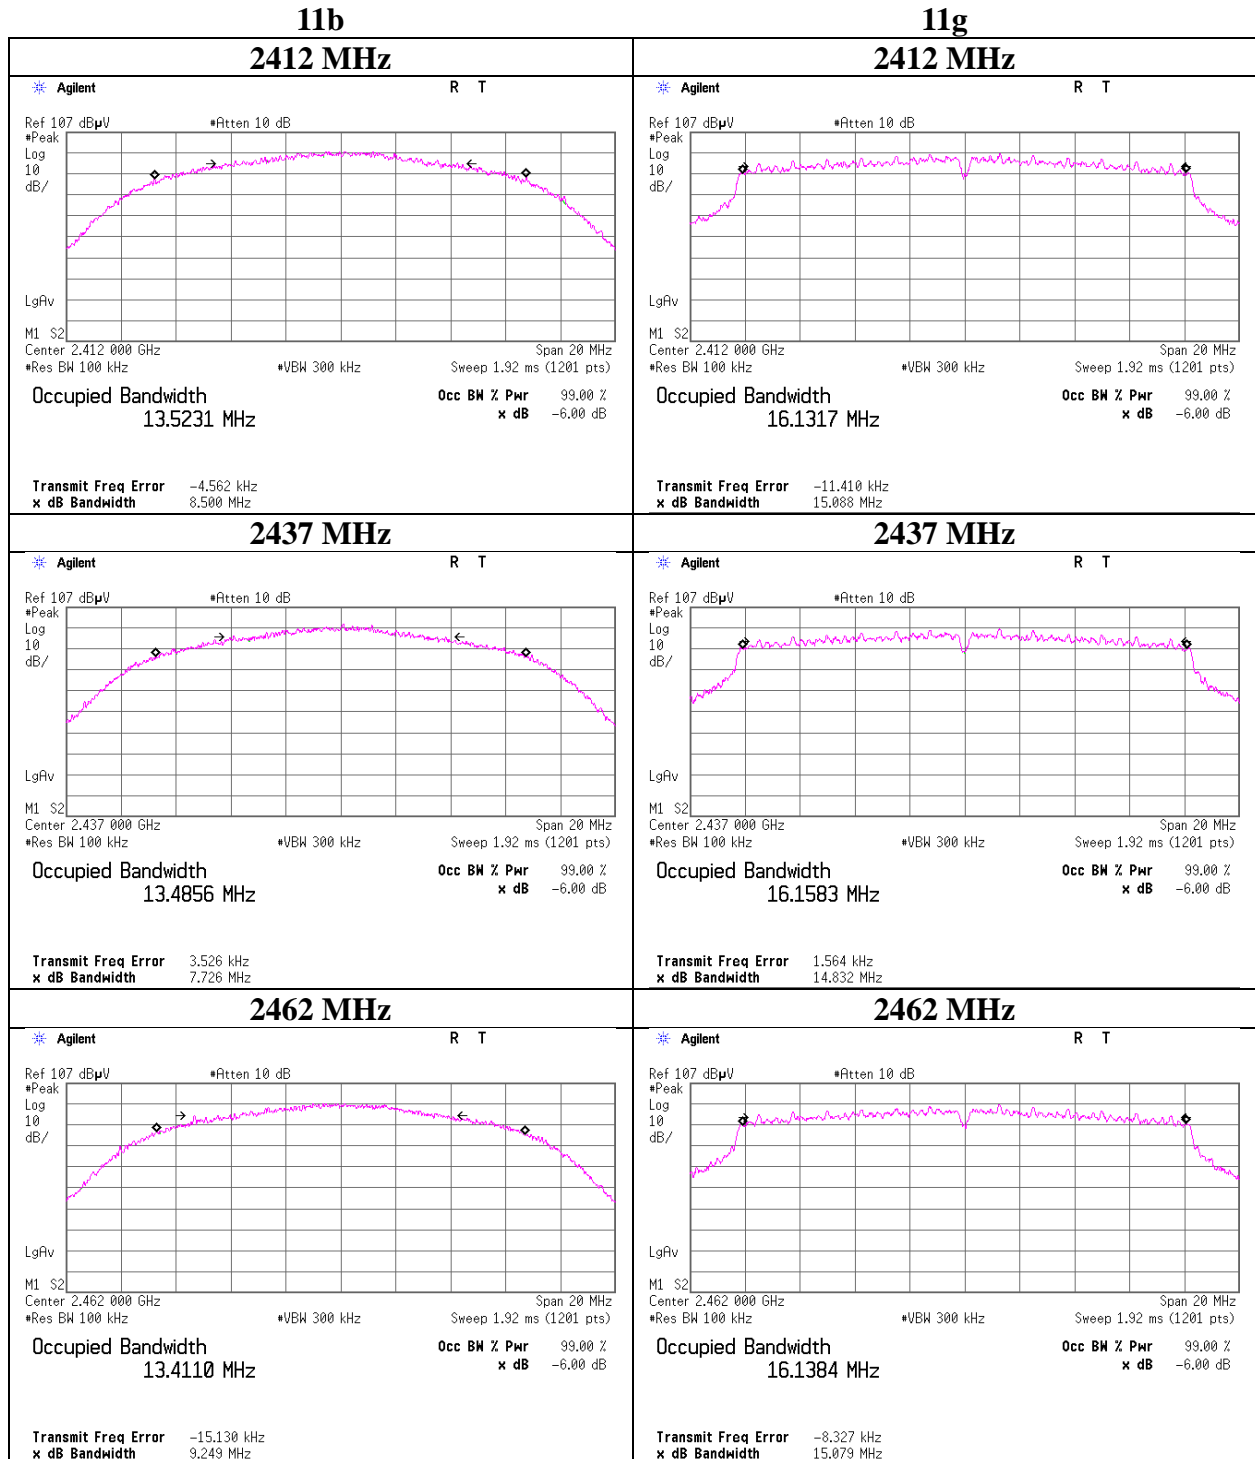 11b 11g
2412 MHz 2412 MHz
Agilent R T
Ref 107 dBµV #Atten 10 dB
#Peak
Log
10
dB/
LgAv
M1 S2
Center 2.412 000 GHz Span 20 MHz
#Res BW 100 kHz #VBW 300 kHz Sweep 1.92 ms (1201 pts)
Occupied Bandwidth Occ BW % Pwr 99.00 %
13.5231 MHz x dB -6.00 dB
Transmit Freq Error -4.562 kHz
x dB Bandwidth 8.500 MHz
Agilent R T
Ref 107 dBµV #Atten 10 dB
#Peak
Log
10
dB/
LgAv
M1 S2
Center 2.412 000 GHz Span 20 MHz
#Res BW 100 kHz #VBW 300 kHz Sweep 1.92 ms (1201 pts)
Occupied Bandwidth Occ BW % Pwr 99.00 %
16.1317 MHz x dB -6.00 dB
Transmit Freq Error -11.410 kHz
x dB Bandwidth 15.088 MHz
2437 MHz 2437 MHz
Agilent R T
Ref 107 dBµV #Atten 10 dB
#Peak
Log
10
dB/
LgAv
M1 S2
Center 2.437 000 GHz Span 20 MHz
#Res BW 100 kHz #VBW 300 kHz Sweep 1.92 ms (1201 pts)
Occupied Bandwidth Occ BW % Pwr 99.00 %
13.4856 MHz x dB -6.00 dB
Transmit Freq Error 3.526 kHz
x dB Bandwidth 7.726 MHz
Agilent R T
Ref 107 dBµV #Atten 10 dB
#Peak
Log
10
dB/
LgAv
M1 S2
Center 2.437 000 GHz Span 20 MHz
#Res BW 100 kHz #VBW 300 kHz Sweep 1.92 ms (1201 pts)
Occupied Bandwidth Occ BW % Pwr 99.00 %
16.1583 MHz x dB -6.00 dB
Transmit Freq Error 1.564 kHz
x dB Bandwidth 14.832 MHz
2462 MHz 2462 MHz
Agilent R T
Ref 107 dBµV #Atten 10 dB
#Peak
Log
10
dB/
LgAv
M1 S2
Center 2.462 000 GHz Span 20 MHz
#Res BW 100 kHz #VBW 300 kHz Sweep 1.92 ms (1201 pts)
Occupied Bandwidth Occ BW % Pwr 99.00 %
13.4110 MHz x dB -6.00 dB
Transmit Freq Error -15.130 kHz
x dB Bandwidth 9.249 MHz
Agilent R T
Ref 107 dBµV #Atten 10 dB
#Peak
Log
10
dB/
LgAv
M1 S2
Center 2.462 000 GHz Span 20 MHz
#Res BW 100 kHz #VBW 300 kHz Sweep 1.92 ms (1201 pts)
Occupied Bandwidth Occ BW % Pwr 99.00 %
16.1384 MHz x dB -6.00 dB
Transmit Freq Error -8.327 kHz
x dB Bandwidth 15.079 MHz